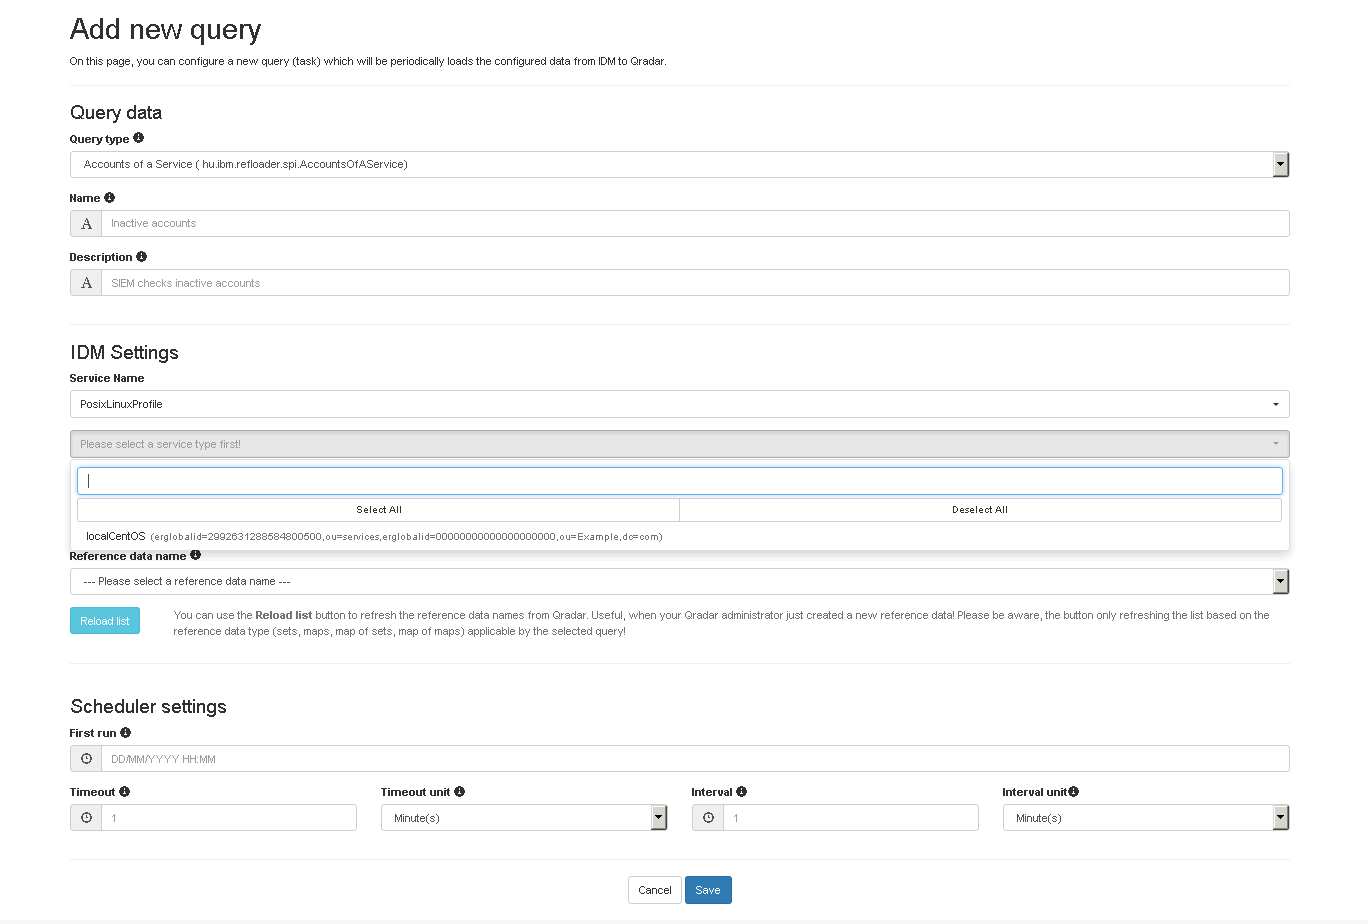 Add new query
On this page, you can configure a new query (task) which will be periodically loads the configured data from IDM to Qradar.
Query data
Query type
Accounts of a Service ( hu.ibm.refloader.spi.AccountsOfAService)
Name
A Inactive accounts
Description
A SIEM checks inactive accounts
IDM Settings
Service Name
PosixLinuxProfile
Please select a service type first!
Select All Deselect All
localCentOS (erglobalid=2992631288584800500,ou=services,erglobalid=00000000000000000000,ou=Example,dc=com)
Reference data name
--- Please select a reference data name ---
Reload list You can use the Reload list button to refresh the reference data names from Qradar. Useful, when your Qradar administrator just created a new reference data! Please be aware, the button only refreshing the list based on the
reference data type (sets, maps, map of sets, map of maps) applicable by the selected query!
Scheduler settings
First run
DD/MM/YYYY HH:MM
Timeout Timeout unit Interval Interval unit
1 Minute(s) 1 Minute(s)
Cancel Save